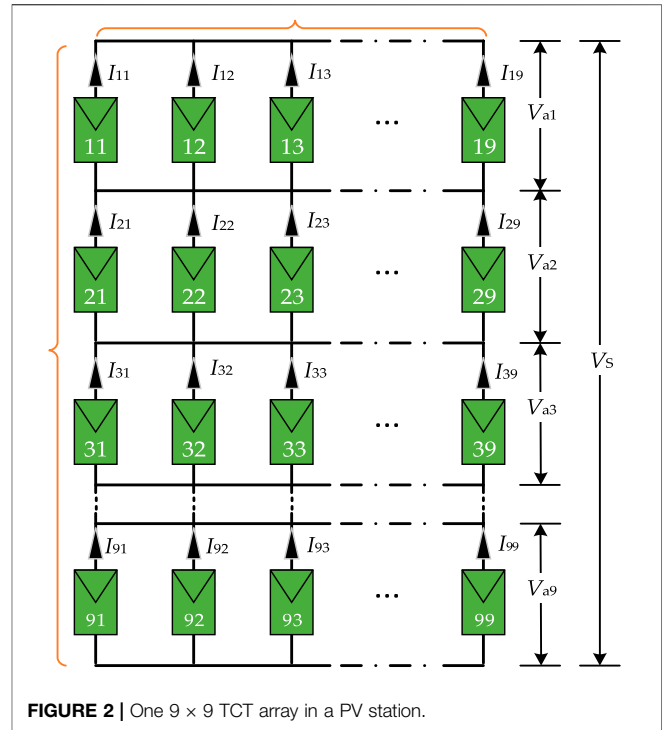 I11 I12 I13 I19
11 12 13 ... 19
Va1
I21 I22 I23 I29
21 22 23 ... 29
Va2
I31 I32 I33 I39
31 32 33 ... 39
Va3
VS
I91 I92 I93 I99
91 92 93 ... 99
Va9
FIGURE 2 | One 9 × 9 TCT array in a PV station.